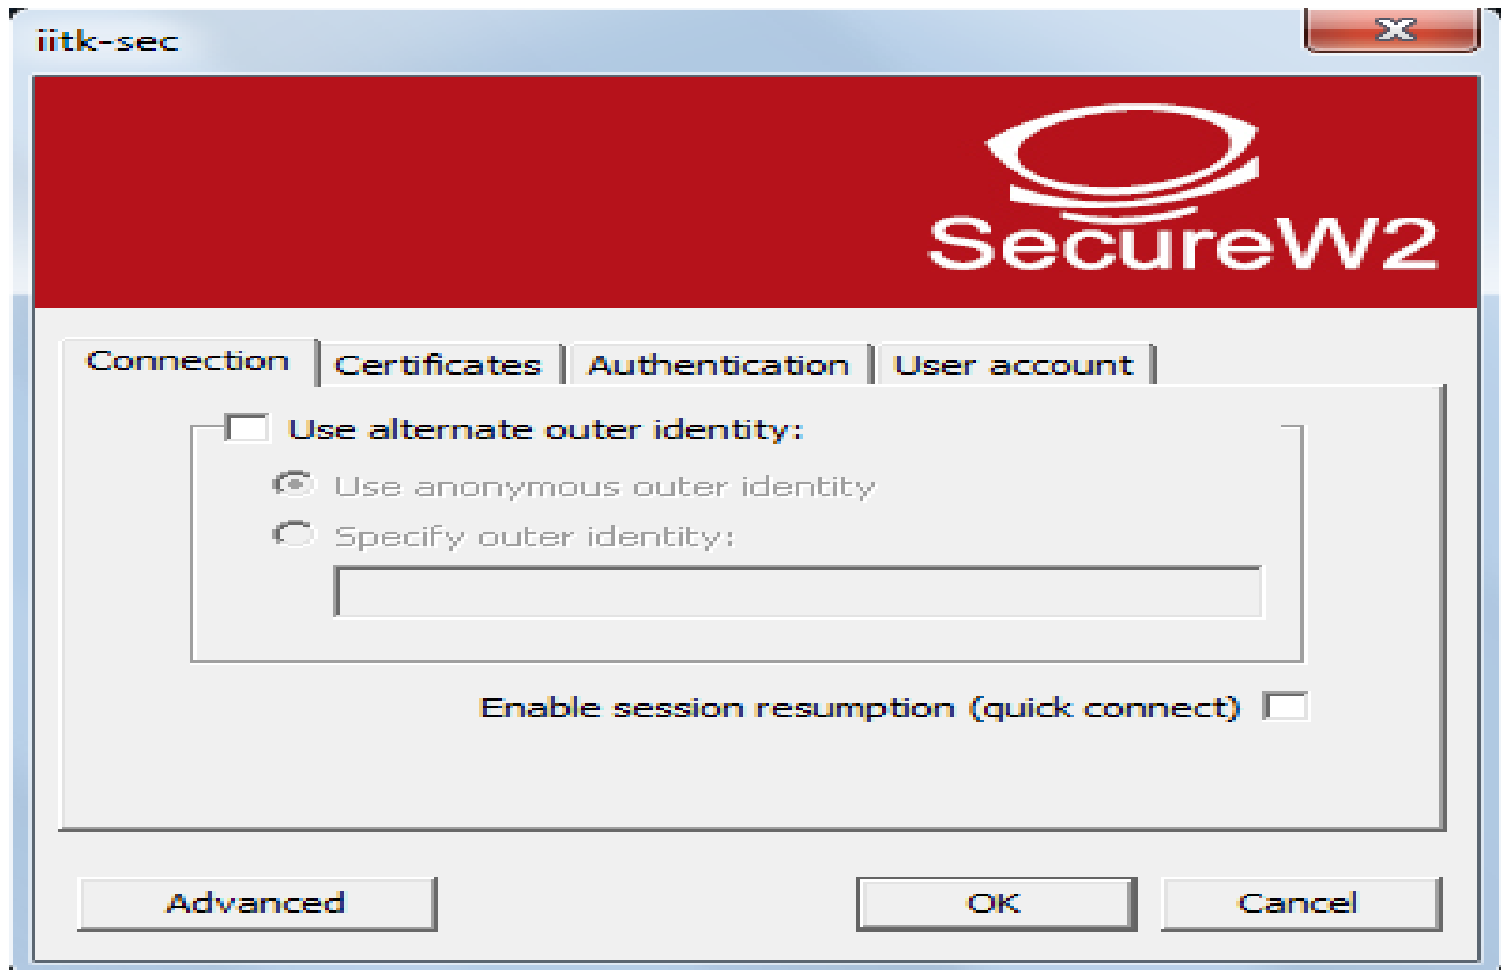 iitk-sec
SecureW2
Connection Certificates Authentication User account
Use alternate outer identity:
Use anonymous outer identity
Specify outer identity:
Enable session resumption (quick connect)
Advanced OK Cancel